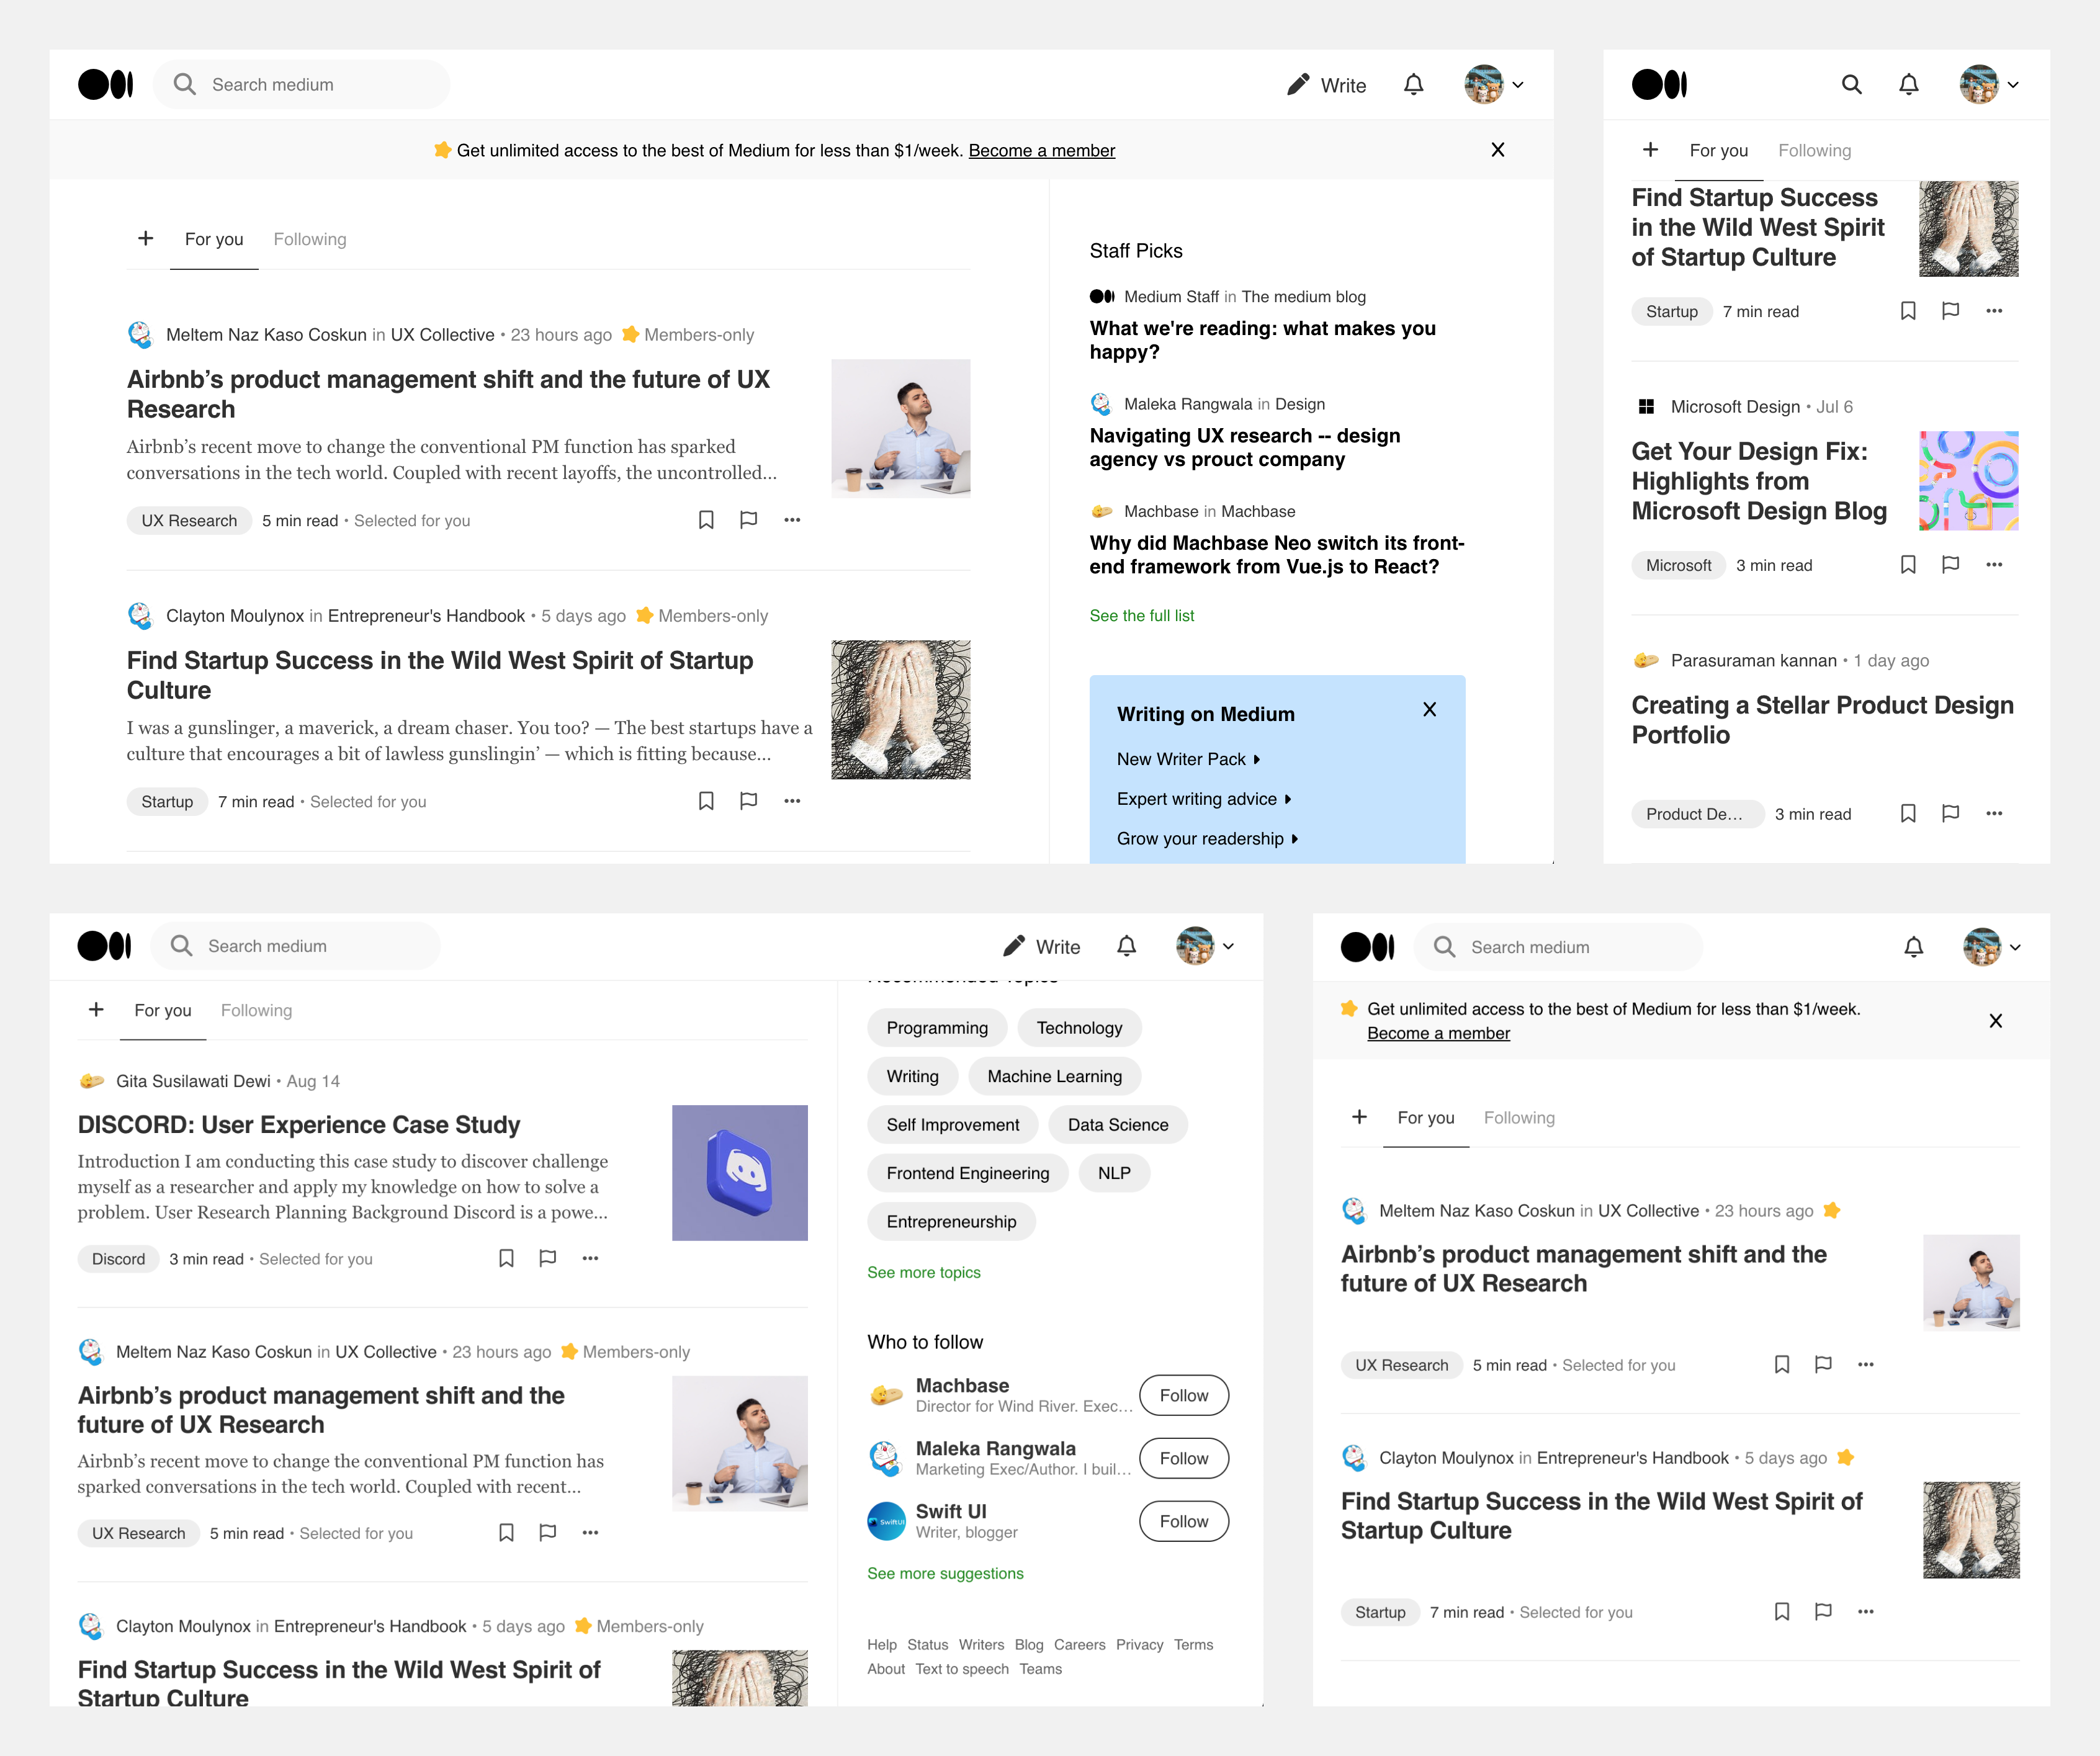 Search medium
Write
Get unlimited access to the best of Medium for less than $1/week. Become a member
X
For you
Following
Meltem Naz Kaso Coskun in UX Collective • 23 hours ago Members-only
Airbnb’s product management shift and the future of UX
Research
Airbnb’s recent move to change the conventional PM function has sparked
conversations in the tech world. Coupled with recent layoffs, the uncontrolled...
UX Research 5 min read • Selected for you
Clayton Moulynox in Entrepreneur's Handbook • 5 days ago Members-only
Find Startup Success in the Wild West Spirit of Startup
Culture
I was a gunslinger, a maverick, a dream chaser. You too? — The best startups have a
culture that encourages a bit of lawless gunslingin’ — which is fitting because...
Startup 7 min read • Selected for you
Staff Picks
Medium Staff in The medium blog
What we're reading: what makes you
happy?
Maleka Rangwala in Design
Navigating UX research -- design
agency vs prouct company
Machbase in Machbase
Why did Machbase Neo switch its front-
end framework from Vue.js to React?
See the full list
Writing on Medium
X
New Writer Pack
Expert writing advice
Grow your readership
For you
Following
Find Startup Success
in the Wild West Spirit
of Startup Culture
Startup 7 min read
Microsoft Design • Jul 6
Get Your Design Fix:
Highlights from
Microsoft Design Blog
Microsoft 3 min read
Parasuraman kannan • 1 day ago
Creating a Stellar Product Design
Portfolio
Product De... 3 min read
Search medium
Write
For you
Following
Gita Susilawati Dewi • Aug 14
DISCORD: User Experience Case Study
Introduction I am conducting this case study to discover challenge
myself as a researcher and apply my knowledge on how to solve a
problem. User Research Planning Background Discord is a powe...
Discord 3 min read • Selected for you
Meltem Naz Kaso Coskun in UX Collective • 23 hours ago Members-only
Airbnb’s product management shift and the
future of UX Research
Airbnb’s recent move to change the conventional PM function has
sparked conversations in the tech world. Coupled with recent...
UX Research 5 min read • Selected for you
Clayton Moulynox in Entrepreneur's Handbook • 5 days ago Members-only
Find Startup Success in the Wild West Spirit of
Startup Culture
Recommended Topics
Programming Technology
Writing Machine Learning
Self Improvement Data Science
Frontend Engineering NLP
Entrepreneurship
See more topics
Who to follow
Machbase
Director for Wind River. Exec...
Follow
Maleka Rangwala
Marketing Exec/Author. I buil...
Follow
SwiftUI
Swift UI
Writer, blogger
Follow
See more suggestions
Help Status Writers Blog Careers Privacy Terms
About Text to speech Teams
Search medium
Get unlimited access to the best of Medium for less than $1/week.
Become a member
X
For you
Following
Meltem Naz Kaso Coskun in UX Collective • 23 hours ago
Airbnb’s product management shift and the
future of UX Research
UX Research 5 min read • Selected for you
Clayton Moulynox in Entrepreneur's Handbook • 5 days ago
Find Startup Success in the Wild West Spirit of
Startup Culture
Startup 7 min read • Selected for you